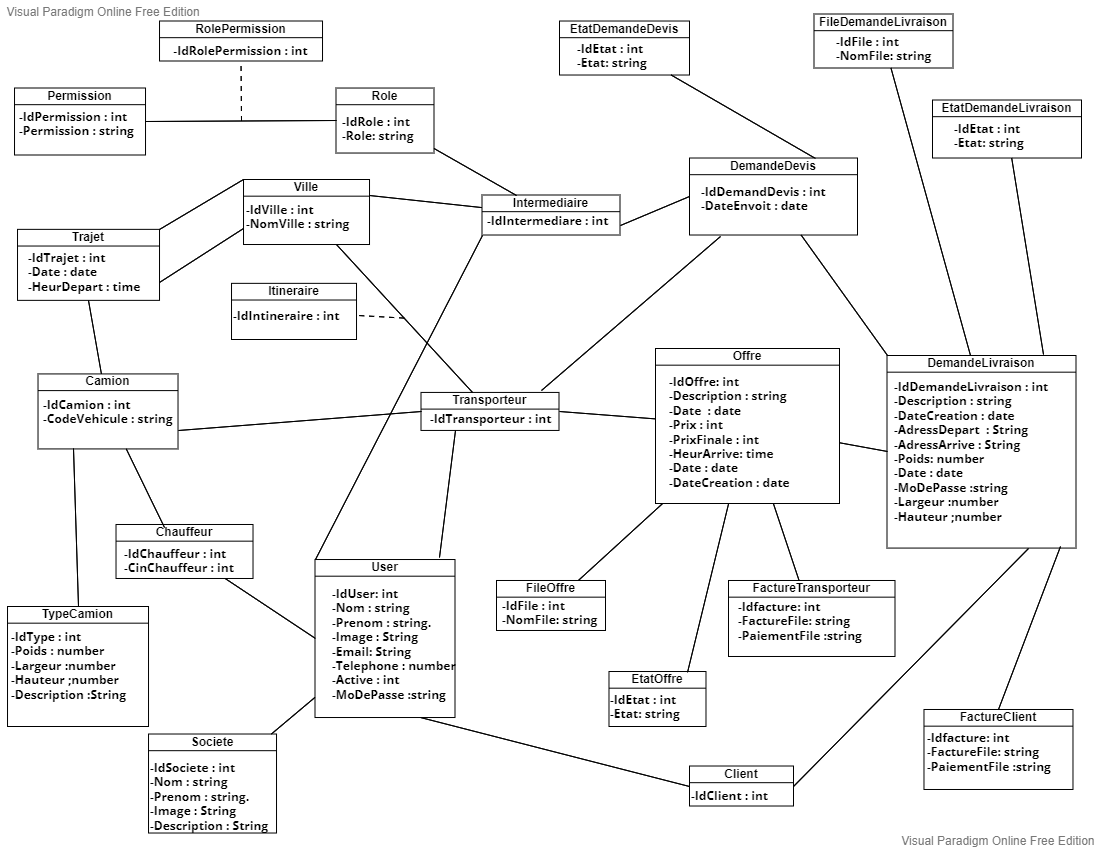 Visual Paradigm Online Free Edition
RolePermission
-IdRolePermission : int
EtatDemandeDevis
-IdEtat : int
-Etat: string
FileDemandeLivraison
-IdFile : int
-NomFile: string
Permission
-IdPermission : int
-Permission : string
Role
-IdRole : int
-Role: string
EtatDemandeLivraison
-IdEtat : int
-Etat: string
DemandeDevis
-IdDemandDevis : int
-DateEnvoit : date
Ville
-IdVille : int
-NomVille : string
Intermediaire
-IdIntermediare : int
Trajet
-IdTrajet : int
-Date : date
-HeurDepart : time
Itineraire
-IdIntineraire : int
Offre
-IdOffre: int
-Description : string
-Date : date
-Prix : int
-PrixFinale : int
-HeurArrive: time
-Date : date
-DateCreation : date
DemandeLivraison
-IdDemandeLivraison : int
-Description : string
-DateCreation : date
-AdressDepart : String
-AdressArrive : String
-Poids: number
-Date : date
-MoDePasse :string
-Largeur :number
-Hauteur ;number
Camion
-IdCamion : int
-CodeVehicule : string
Transporteur
-IdTransporteur : int
Chauffeur
-IdChauffeur : int
-CinChauffeur : int
User
-IdUser: int
-Nom : string
-Prenom : string.
-Image : String
-Email: String
-Telephone : number
-Active : int
-MoDePasse :string
FileOffre
-IdFile : int
-NomFile: string
FactureTransporteur
-Idfacture: int
-FactureFile: string
-PaiementFile :string
TypeCamion
-IdType : int
-Poids : number
-Largeur :number
-Hauteur ;number
-Description :String
EtatOffre
-IdEtat : int
-Etat: string
FactureClient
-Idfacture: int
-FactureFile: string
-PaiementFile :string
Societe
-IdSociete : int
-Nom : string
-Prenom : string.
-Image : String
-Description : String
Client
-IdClient : int
Visual Paradigm Online Free Edition